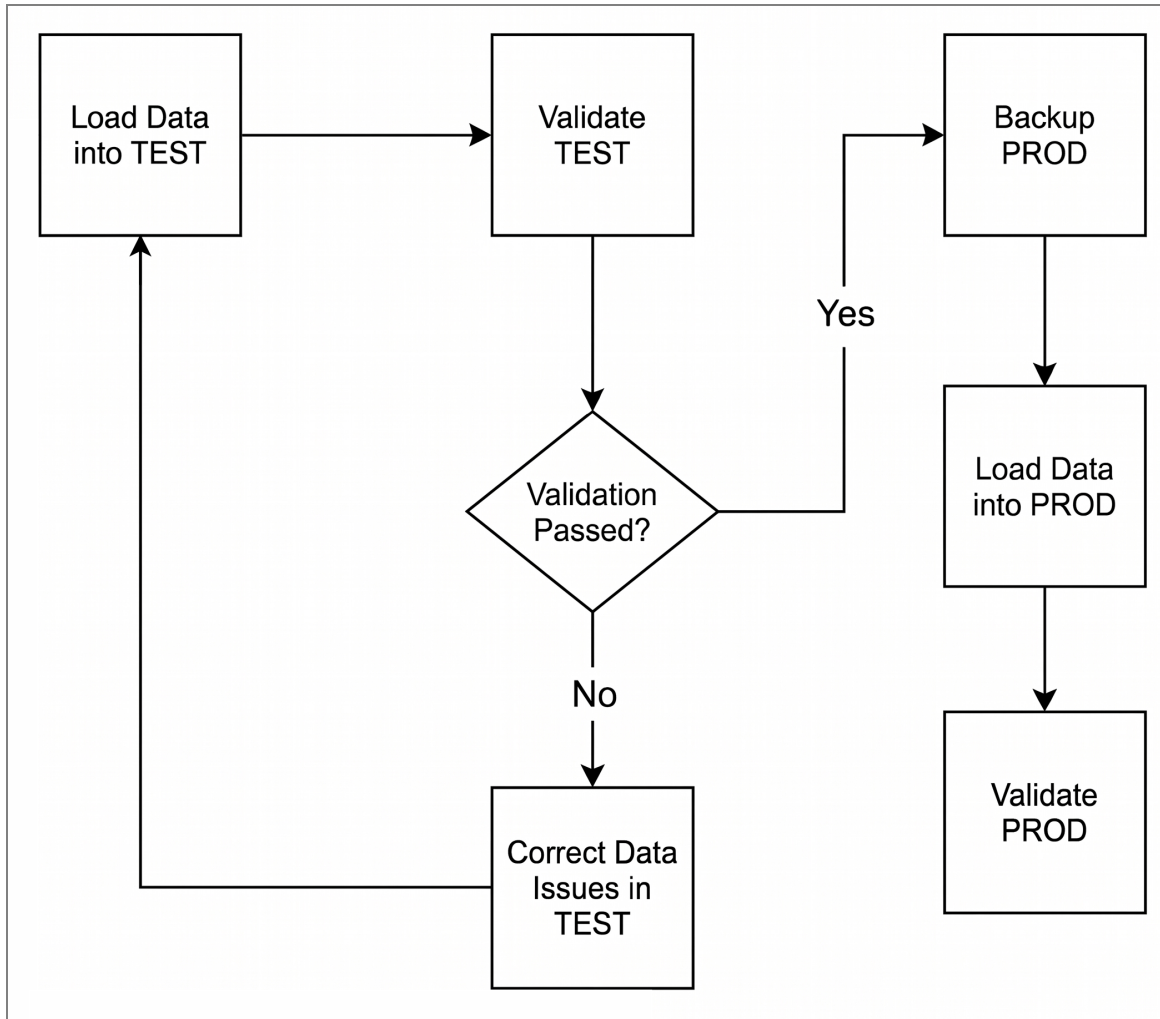 Load Data
into TEST
Validate
TEST
Backup
PROD
Yes
Load Data
into PROD
Validation
Passed?
No
Validate
PROD
Correct Data
Issues in
TEST